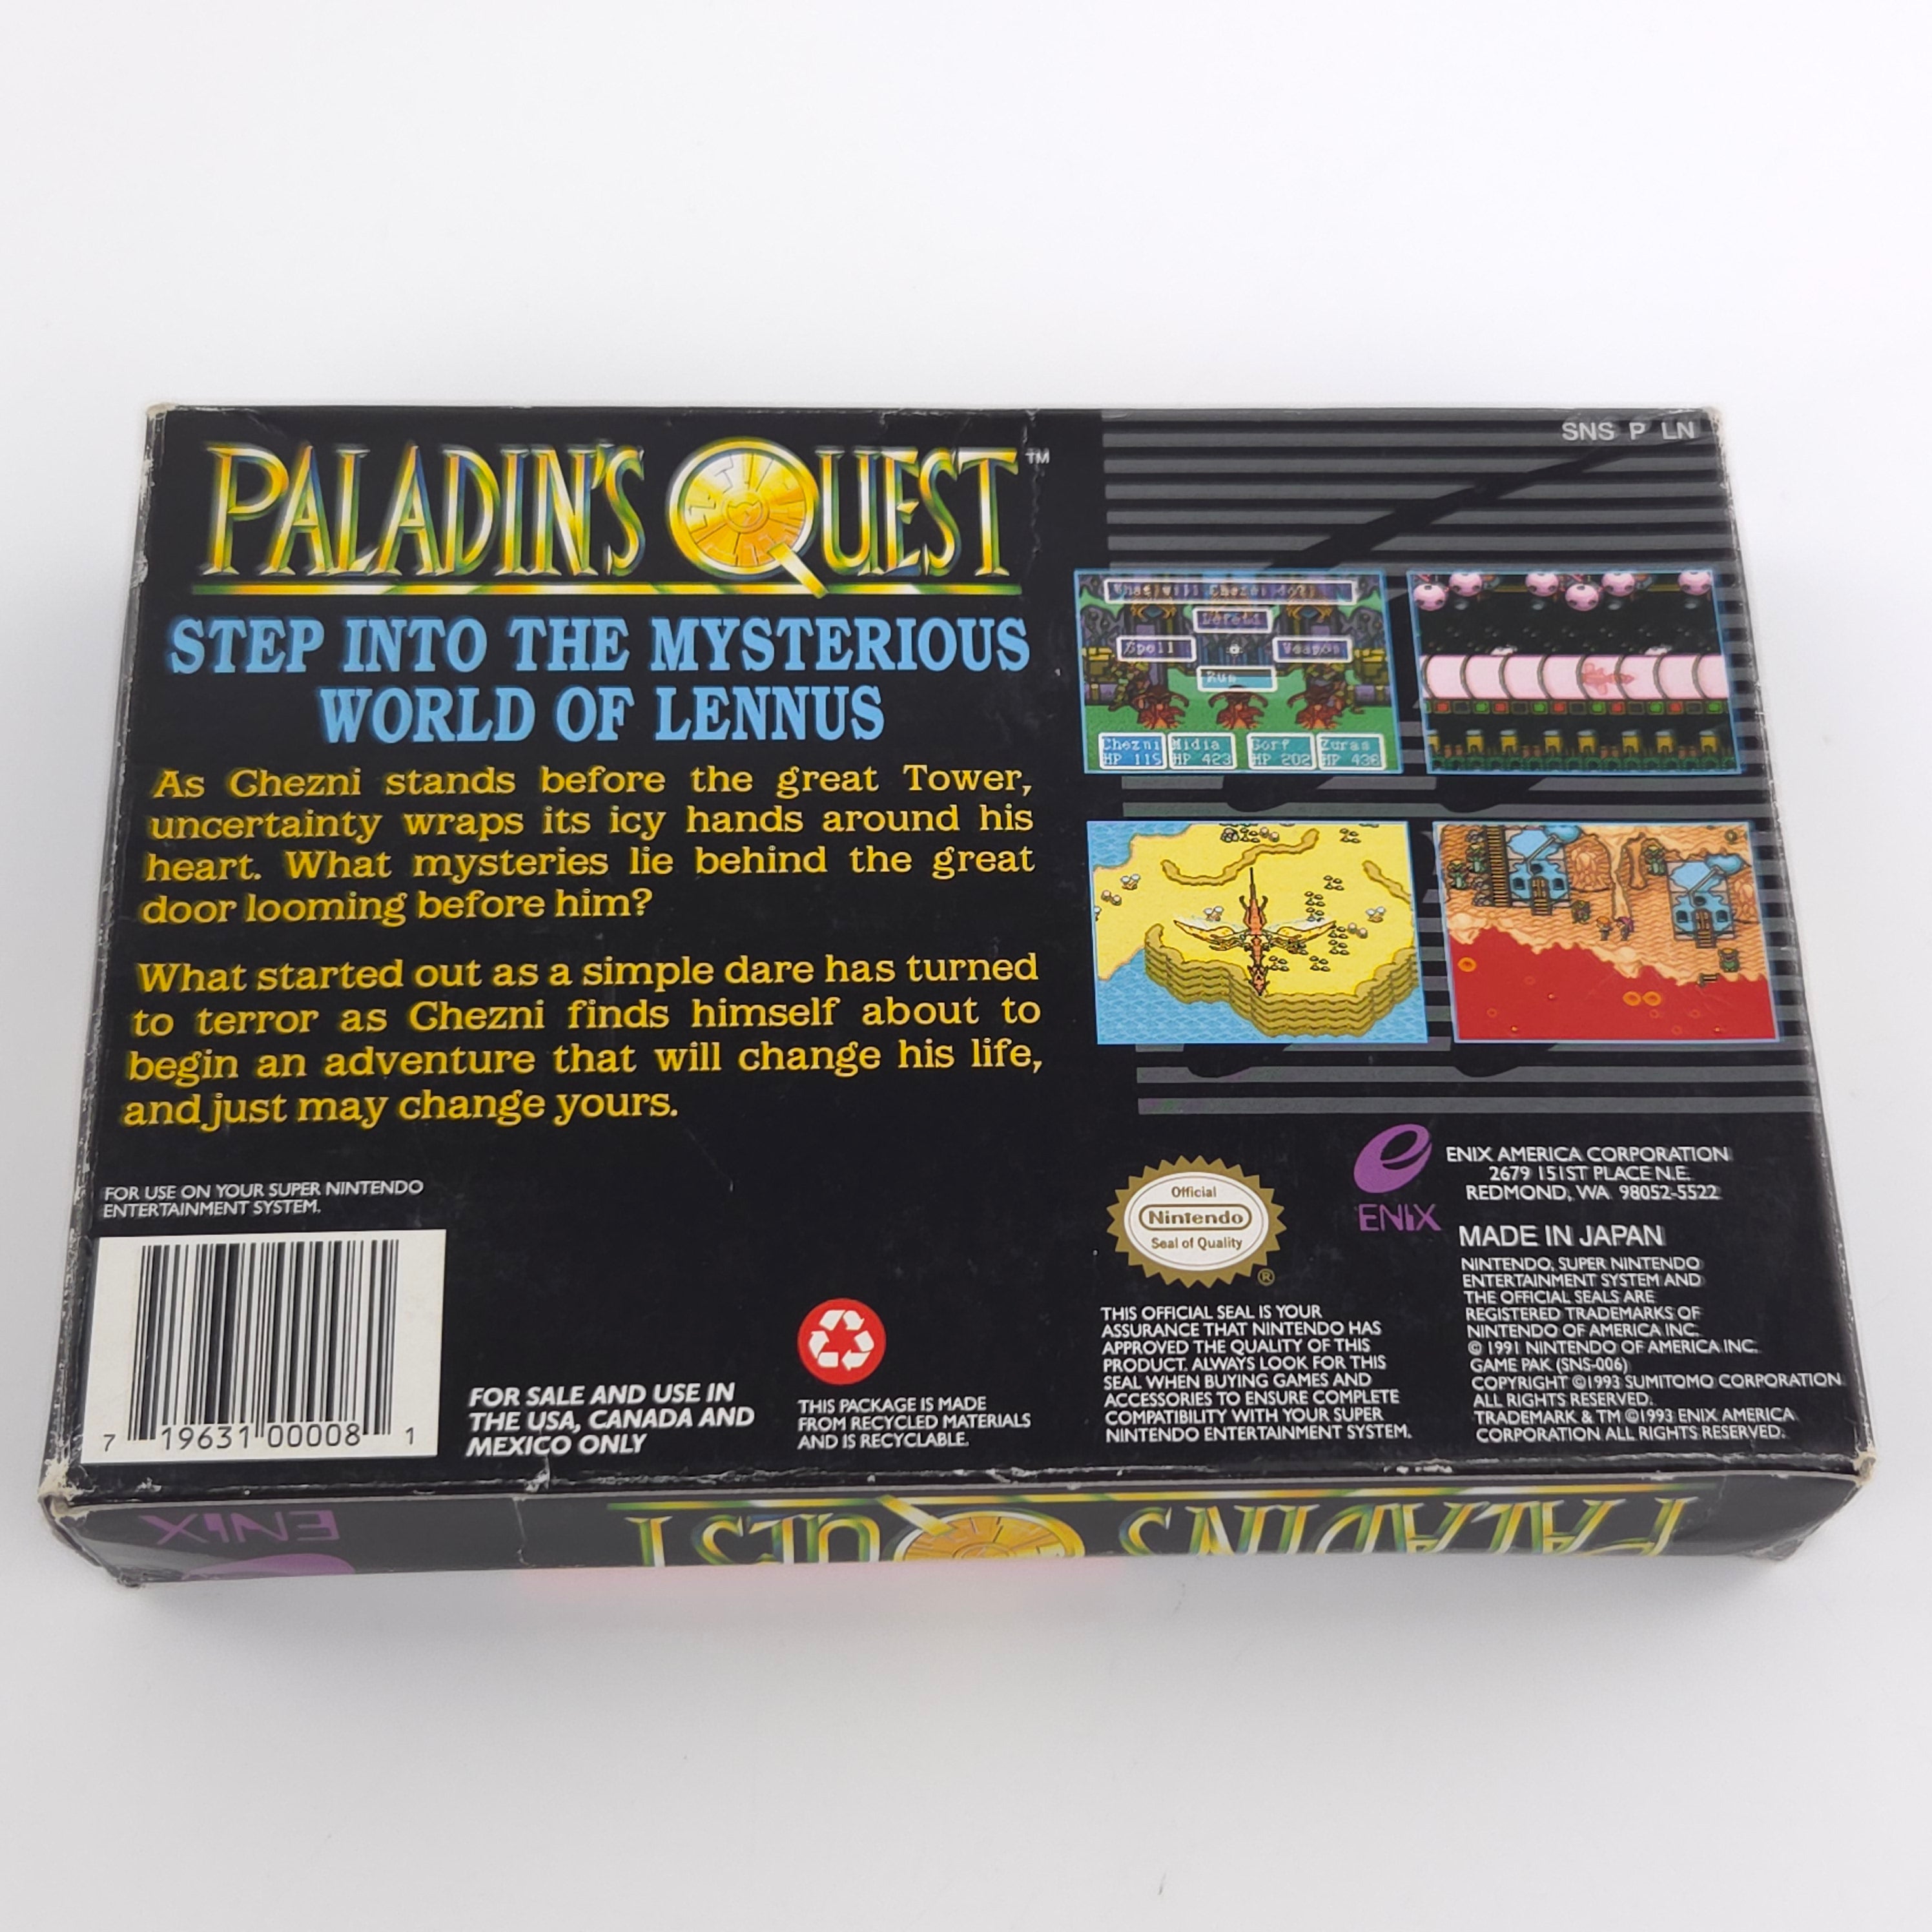 PALADIN'S QUEST™
STEP INTO THE MYSTERIOUS
WORLD OF LENNUS
As Chezni stands before the great Tower,
uncertainty wraps its icy hands around his
heart. What mysteries lie behind the great
door looming before him?
What started out as a simple dare has turned
to terror as Chezni finds himself about to
begin an adventure that will change his life,
and just may change yours.
FOR USE ON YOUR SUPER NINTENDO
ENTERTAINMENT SYSTEM.
7 19631 00008 1
FOR SALE AND USE IN
THE USA, CANADA AND
MEXICO ONLY
THIS PACKAGE IS MADE
FROM RECYCLED MATERIALS
AND IS RECYCLABLE.
SNS P LN
What will Chezni do?
Defend
Spell
Weapon
Run
Chezni Midia Gorf Zuras
HP 115 HP 423 HP 202 HP 436
Official
Nintendo
Seal of Quality
®
THIS OFFICIAL SEAL IS YOUR
ASSURANCE THAT NINTENDO HAS
APPROVED THE QUALITY OF THIS
PRODUCT. ALWAYS LOOK FOR THIS
SEAL WHEN BUYING GAMES AND
ACCESSORIES TO ENSURE COMPLETE
COMPATIBILITY WITH YOUR SUPER
NINTENDO ENTERTAINMENT SYSTEM.
ENIX
ENIX AMERICA CORPORATION
2679 151ST PLACE N.E.
REDMOND, WA 98052-5522
MADE IN JAPAN
NINTENDO, SUPER NINTENDO
ENTERTAINMENT SYSTEM AND
THE OFFICIAL SEALS ARE
REGISTERED TRADEMARKS OF
NINTENDO OF AMERICA INC.
© 1991 NINTENDO OF AMERICA INC.
GAME PAK (SNS-006)
COPYRIGHT ©1993 SUMITOMO CORPORATION
ALL RIGHTS RESERVED.
TRADEMARK & TM ©1993 ENIX AMERICA
CORPORATION ALL RIGHTS RESERVED.
PALADIN'S QUEST
ENIX